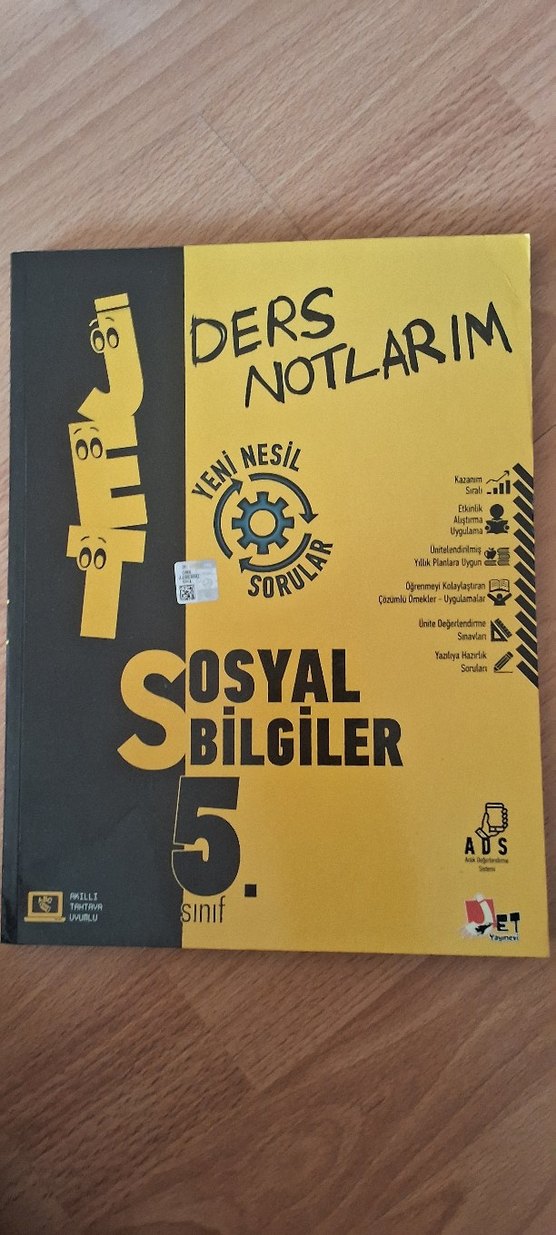 JET
DERS
NOTLARIM
YENİ NESİL
SORULAR
Kazanım
Sıralı
Etkinlik
Alıştırma
Uygulama
Ünitelendirilmiş
Yıllık Planlara Uygun
Öğrenmeyi Kolaylaştıran
Çözümlü Örnekler - Uygulamalar
Ünite Değerlendirme
Sınavları
Yazılıya Hazırlık
Soruları
SOSYAL
BİLGİLER
5.
sınıf
ADS
Değerlendirme
Sistemi
AKILLI
TAHTAYA
UYUMLU
JET
Yayınevi